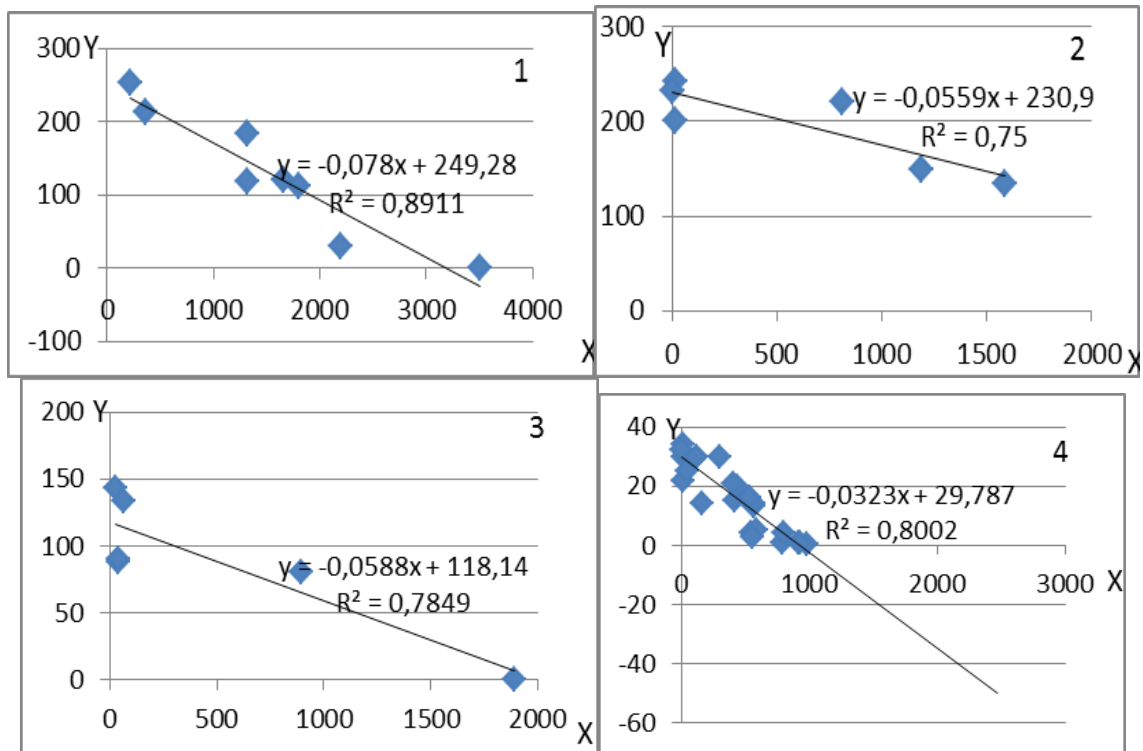 300 Y
1
200
y = -0,078x + 249,28
100
R² = 0,8911
0
0 1000 2000 3000 4000
-100
X
300
Y
2
y = -0,0559x + 230,9
200
R² = 0,75
100
0
0 500 1000 1500 2000
X
200 Y
3
150
100
y = -0,0588x + 118,14
50
R² = 0,7849
0
0 500 1000 1500 2000
X
40 Y
4
20
y = -0,0323x + 29,787
R² = 0,8002
0
0 1000 2000 3000
X
-20
-40
-60